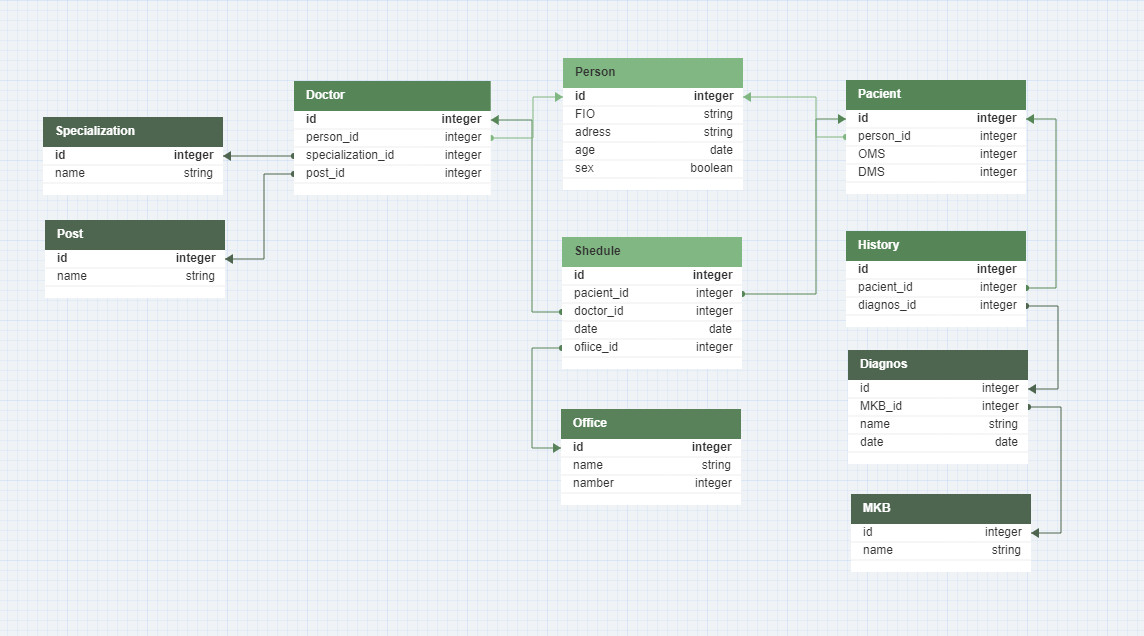 Specialization
id integer
name string
Post
id integer
name string
Doctor
id integer
person_id integer
specialization_id integer
post_id integer
Person
id integer
FIO string
adress string
age date
sex boolean
Shedule
id integer
pacient_id integer
doctor_id integer
date date
ofiice_id integer
Office
id integer
name string
namber integer
Pacient
id integer
person_id integer
OMS integer
DMS integer
History
id integer
pacient_id integer
diagnos_id integer
Diagnos
id integer
MKB_id integer
name string
date date
MKB
id integer
name string